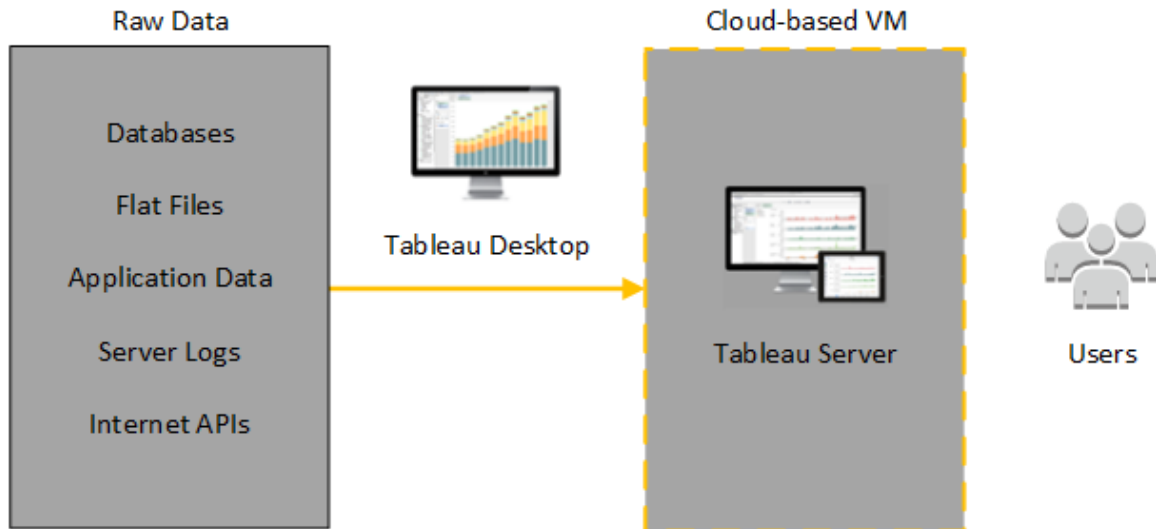 Raw Data
Databases
Flat Files
Application Data
Server Logs
Internet APIs
Tableau Desktop
Cloud-based VM
Tableau Server
Users